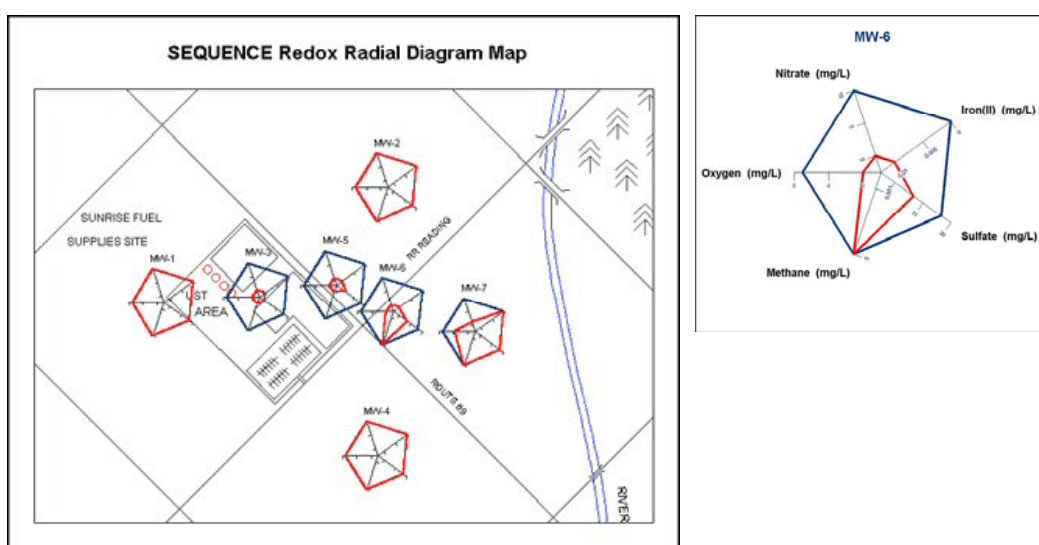 SEQUENCE Redox Radial Diagram Map
MW-2
SUNRISE FUEL
SUPPLIES SITE
RR READING
MW-5
MW-3
MW-1
MW-6
MW-7
UST
AREA
ROUTE 69
MW-4
RIVER
MW-6
Nitrate (mg/L)
Iron(II) (mg/L)
Oxygen (mg/L)
Sulfate (mg/L)
Methane (mg/L)